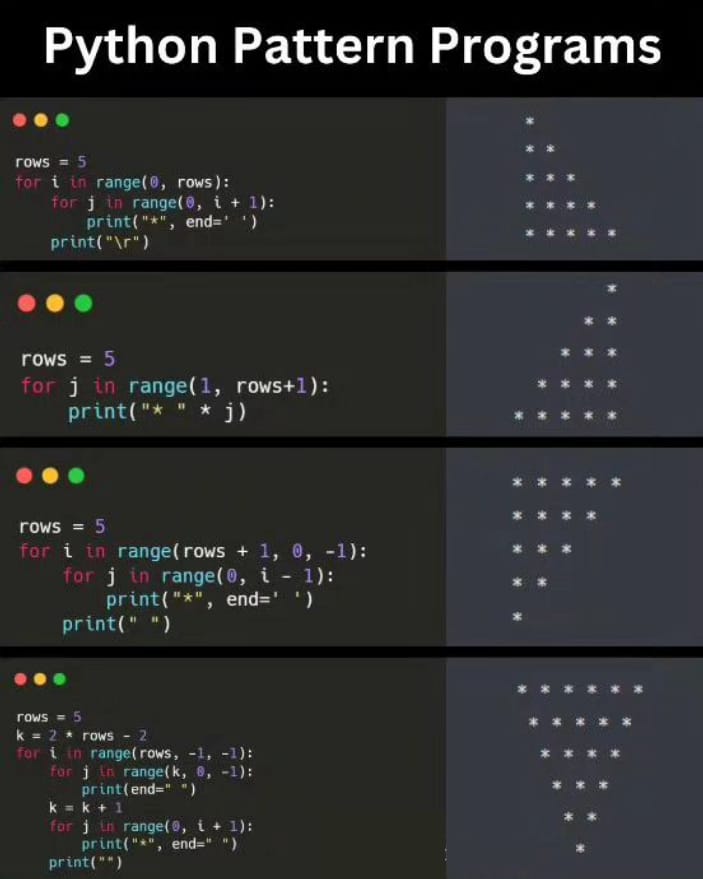 Python Pattern Programs
rows = 5
for i in range(0, rows):
    for j in range(0, i + 1):
        print("*", end=' ')
    print("\r")
*
* *
* * *
* * * *
* * * * *
rows = 5
for j in range(1, rows+1):
    print("* " * j)
        *
      * *
    * * *
  * * * *
* * * * *
rows = 5
for i in range(rows + 1, 0, -1):
    for j in range(0, i - 1):
        print("*", end=' ')
    print(" ")
* * * * *
* * * *
* * *
* *
*
rows = 5
k = 2 * rows - 2
for i in range(rows, -1, -1):
    for j in range(k, 0, -1):
        print(end=" ")
    k = k + 1
    for j in range(0, i + 1):
        print("*", end=" ")
    print("")
* * * * * *
 * * * * *
  * * * *
   * * *
    * *
     *